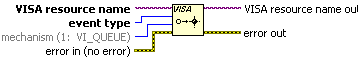 VISA resource name
event type
mechanism (1: VI_QUEUE)
error in (no error)
VISA
VISA resource name out
error out